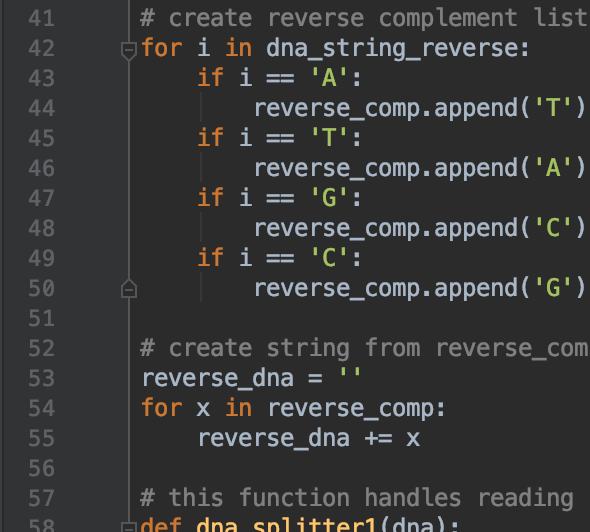 41 # create reverse complement list
42 for i in dna_string_reverse:
43     if i == 'A':
44         reverse_comp.append('T')
45     if i == 'T':
46         reverse_comp.append('A')
47     if i == 'G':
48         reverse_comp.append('C')
49     if i == 'C':
50         reverse_comp.append('G')
51
52 # create string from reverse_com
53 reverse_dna = ''
54 for x in reverse_comp:
55     reverse_dna += x
56
57 # this function handles reading
58 def dna_splitter1(dna):